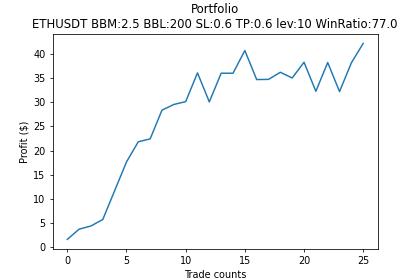 Portfolio
ETHUSDT BBM:2.5 BBL:200 SL:0.6 TP:0.6 lev:10 WinRatio:77.0
Profit ($)
40
35
30
25
20
15
10
5
0
0 5 10 15 20 25
Trade counts